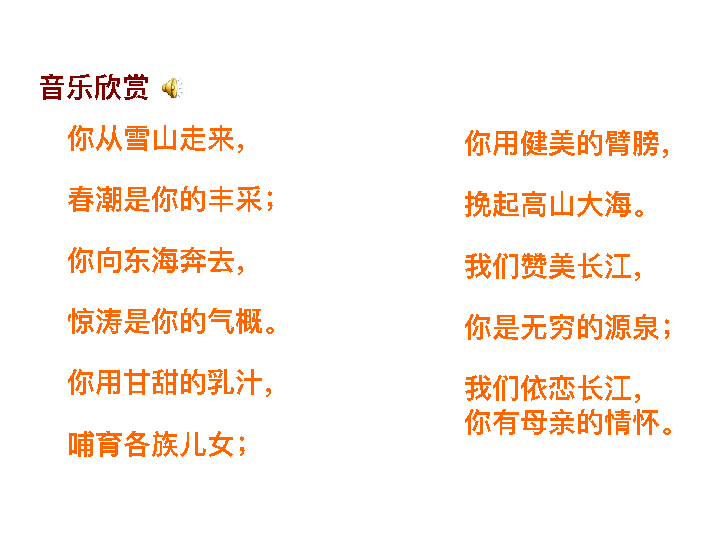 音乐欣赏
你从雪山走来，
春潮是你的丰采；
你向东海奔去，
惊涛是你的气概。
你用甘甜的乳汁，
哺育各族儿女；
你用健美的臂膀，
挽起高山大海。
我们赞美长江，
你是无穷的源泉；
我们依恋长江，
你有母亲的情怀。